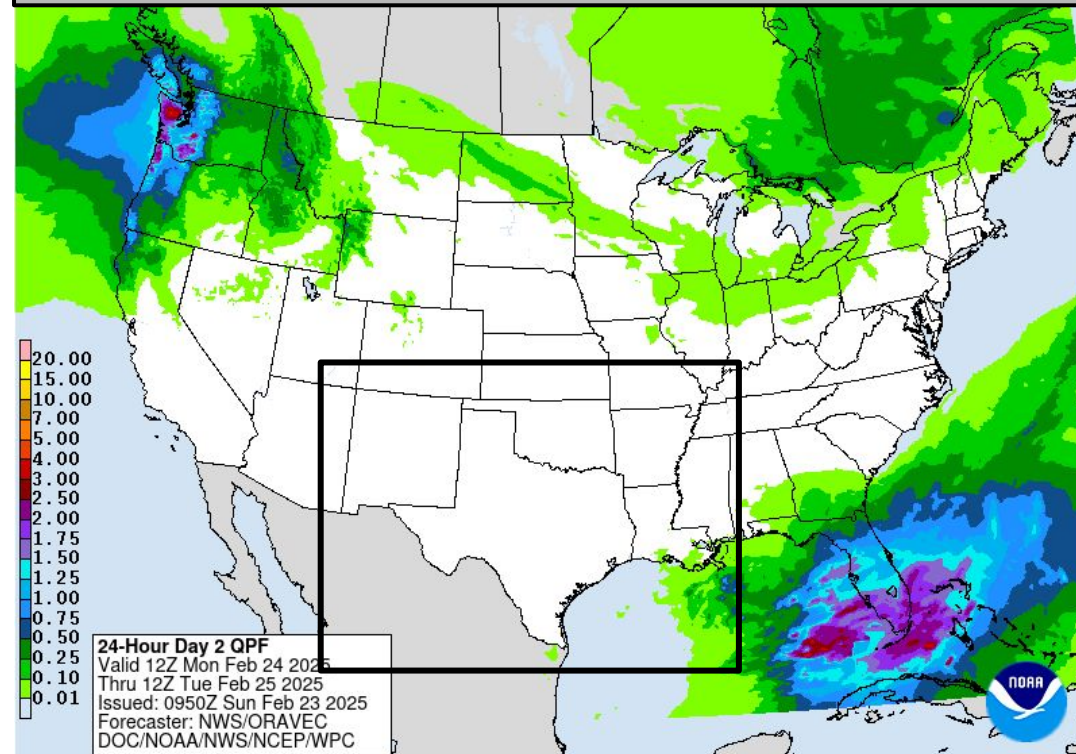 20.00
15.00
10.00
7.00
5.00
4.00
3.00
2.50
2.00
1.75
1.50
1.25
1.00
0.75
0.50
0.25
0.10
0.01
24-Hour Day 2 QPF
Valid 12Z Mon Feb 24 2025
Thru 12Z Tue Feb 25 2025
Issued: 0950Z Sun Feb 23 2025
Forecaster: NWS/ORAVEC
DOC/NOAA/NWS/NCEP/WPC
NOAA